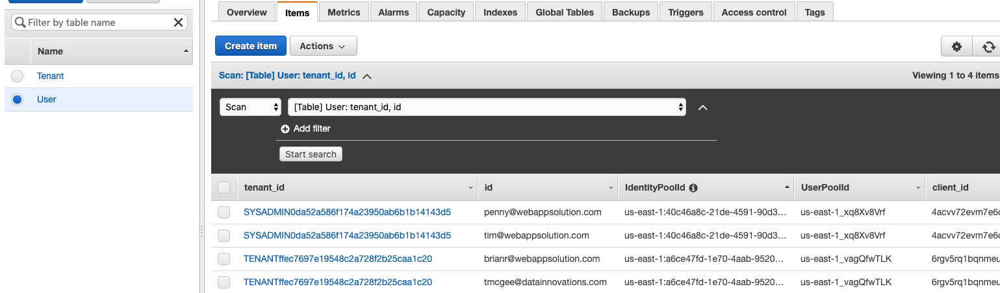 Overview Items Metrics Alarms Capacity Indexes Global Tables Backups Triggers Access control Tags
Filter by table name
Name
Tenant
User
Create item Actions
Scan: [Table] User: tenant_id, id Viewing 1 to 4 items
Scan [Table] User: tenant_id, id
Add filter
Start search
tenant_id id IdentityPoolId UserPoolId client_id
SYSADMIN0da52a586f174a23950ab6b1b14143d5 penny@webappsolution.com us-east-1:40c46a8c-21de-4591-90d3... us-east-1_xq8Xv8Vrf 4acvv72evm7e6c
SYSADMIN0da52a586f174a23950ab6b1b14143d5 tim@webappsolution.com us-east-1:40c46a8c-21de-4591-90d3... us-east-1_xq8Xv8Vrf 4acvv72evm7e6c
TENANTffec7697e19548c2a728f2b25caa1c20 brianr@webappsolution.com us-east-1:a6ce47fd-1e70-4aab-9520... us-east-1_vagQfwTLK 6rgv5rq1bqnmeu
TENANTffec7697e19548c2a728f2b25caa1c20 tmcgee@datainnovations.com us-east-1:a6ce47fd-1e70-4aab-9520... us-east-1_vagQfwTLK 6rgv5rq1bqnmeu